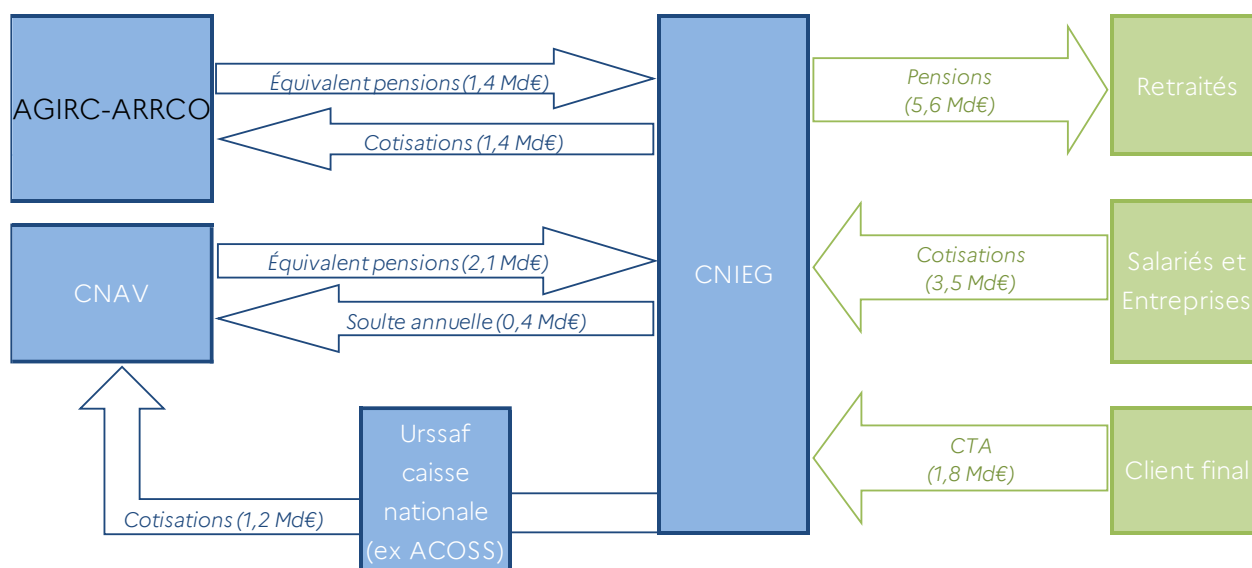 AGIRC-ARRCO
Équivalent pensions (1,4 Md€)
Cotisations (1,4 Md€)
CNAV
Équivalent pensions (2,1 Md€)
Soulte annuelle (0,4 Md€)
Cotisations (1,2 Md€)
Urssaf
caisse
nationale
(ex ACOSS)
CNIEG
Pensions
(5,6 Md€)
Retraités
Cotisations
(3,5 Md€)
Salariés et
Entreprises
CTA
(1,8 Md€)
Client final